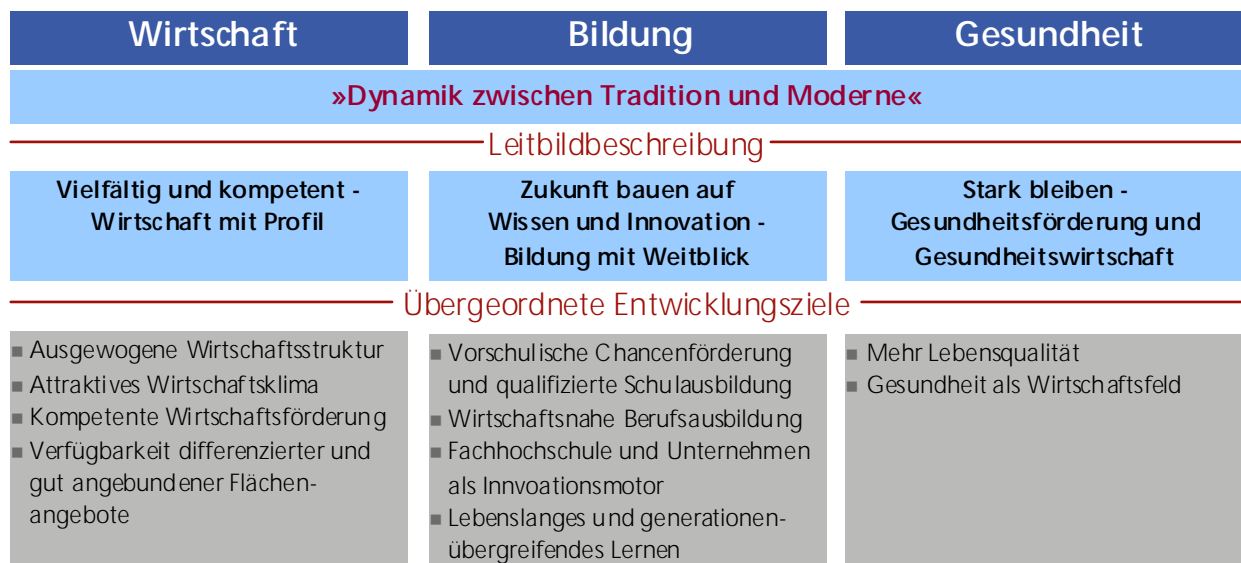 Wirtschaft
Bildung
Gesundheit
»Dynamik zwischen Tradition und Moderne«
Leitbildbeschreibung
Vielfältig und kompetent -
Wirtschaft mit Profil
Zukunft bauen auf
Wissen und Innovation -
Bildung mit Weitblick
Stark bleiben -
Gesundheitsförderung und
Gesundheitswirtschaft
Übergeordnete Entwicklungsziele
▪ Ausgewogene Wirtschaftsstruktur
▪ Attraktives Wirtschaftsklima
▪ Kompetente Wirtschaftsförderung
▪ Verfügbarkeit differenzierter und
gut angebundener Flächen-
angebote
▪ Vorschulische Chancenförderung
und qualifizierte Schulausbildung
▪ Wirtschaftsnahe Berufsausbildung
▪ Fachhochschule und Unternehmen
als Innvoationsmotor
▪ Lebenslanges und generationen-
übergreifendes Lernen
▪ Mehr Lebensqualität
▪ Gesundheit als Wirtschaftsfeld